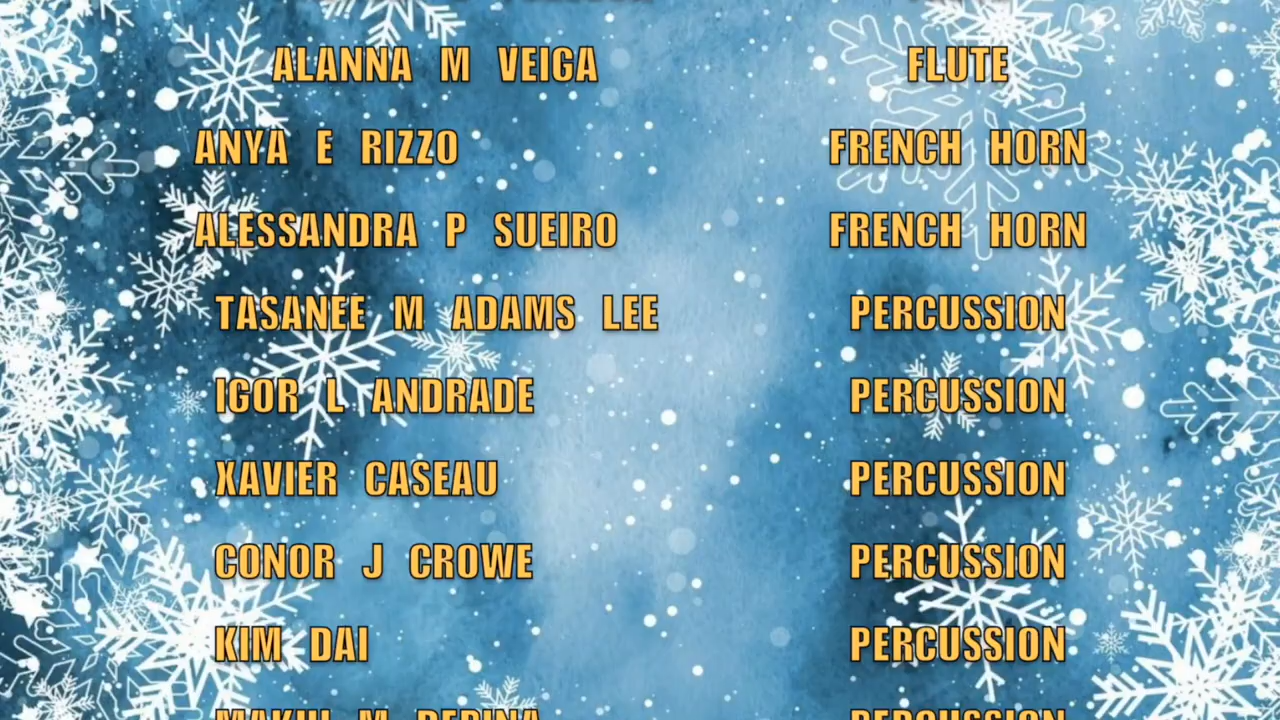 ALANNA M VEIGA FLUTE
ANYA E RIZZO FRENCH HORN
ALESSANDRA P SUEIRO FRENCH HORN
TASANEE M ADAMS LEE PERCUSSION
IGOR L ANDRADE PERCUSSION
XAVIER CASEAU PERCUSSION
CONOR J CROWE PERCUSSION
KIM DAI PERCUSSION
PERCUSSION